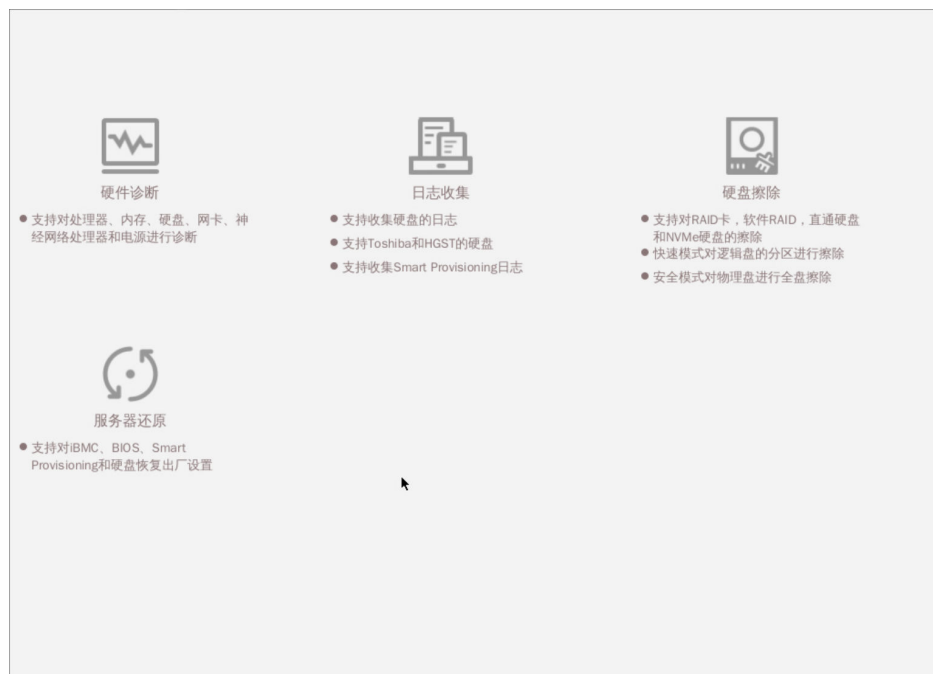 硬件诊断
● 支持对处理器、内存、硬盘、网卡、神
经网络处理器和电源进行诊断
日志收集
● 支持收集硬盘的日志
● 支持Toshiba和HGST的硬盘
● 支持收集Smart Provisioning日志
硬盘擦除
● 支持对RAID卡，软件RAID，直通硬盘
和NVMe硬盘的擦除
● 快速模式对逻辑盘的分区进行擦除
● 安全模式对物理盘进行全盘擦除
服务器还原
● 支持对iBMC、BIOS、Smart
Provisioning和硬盘恢复出厂设置